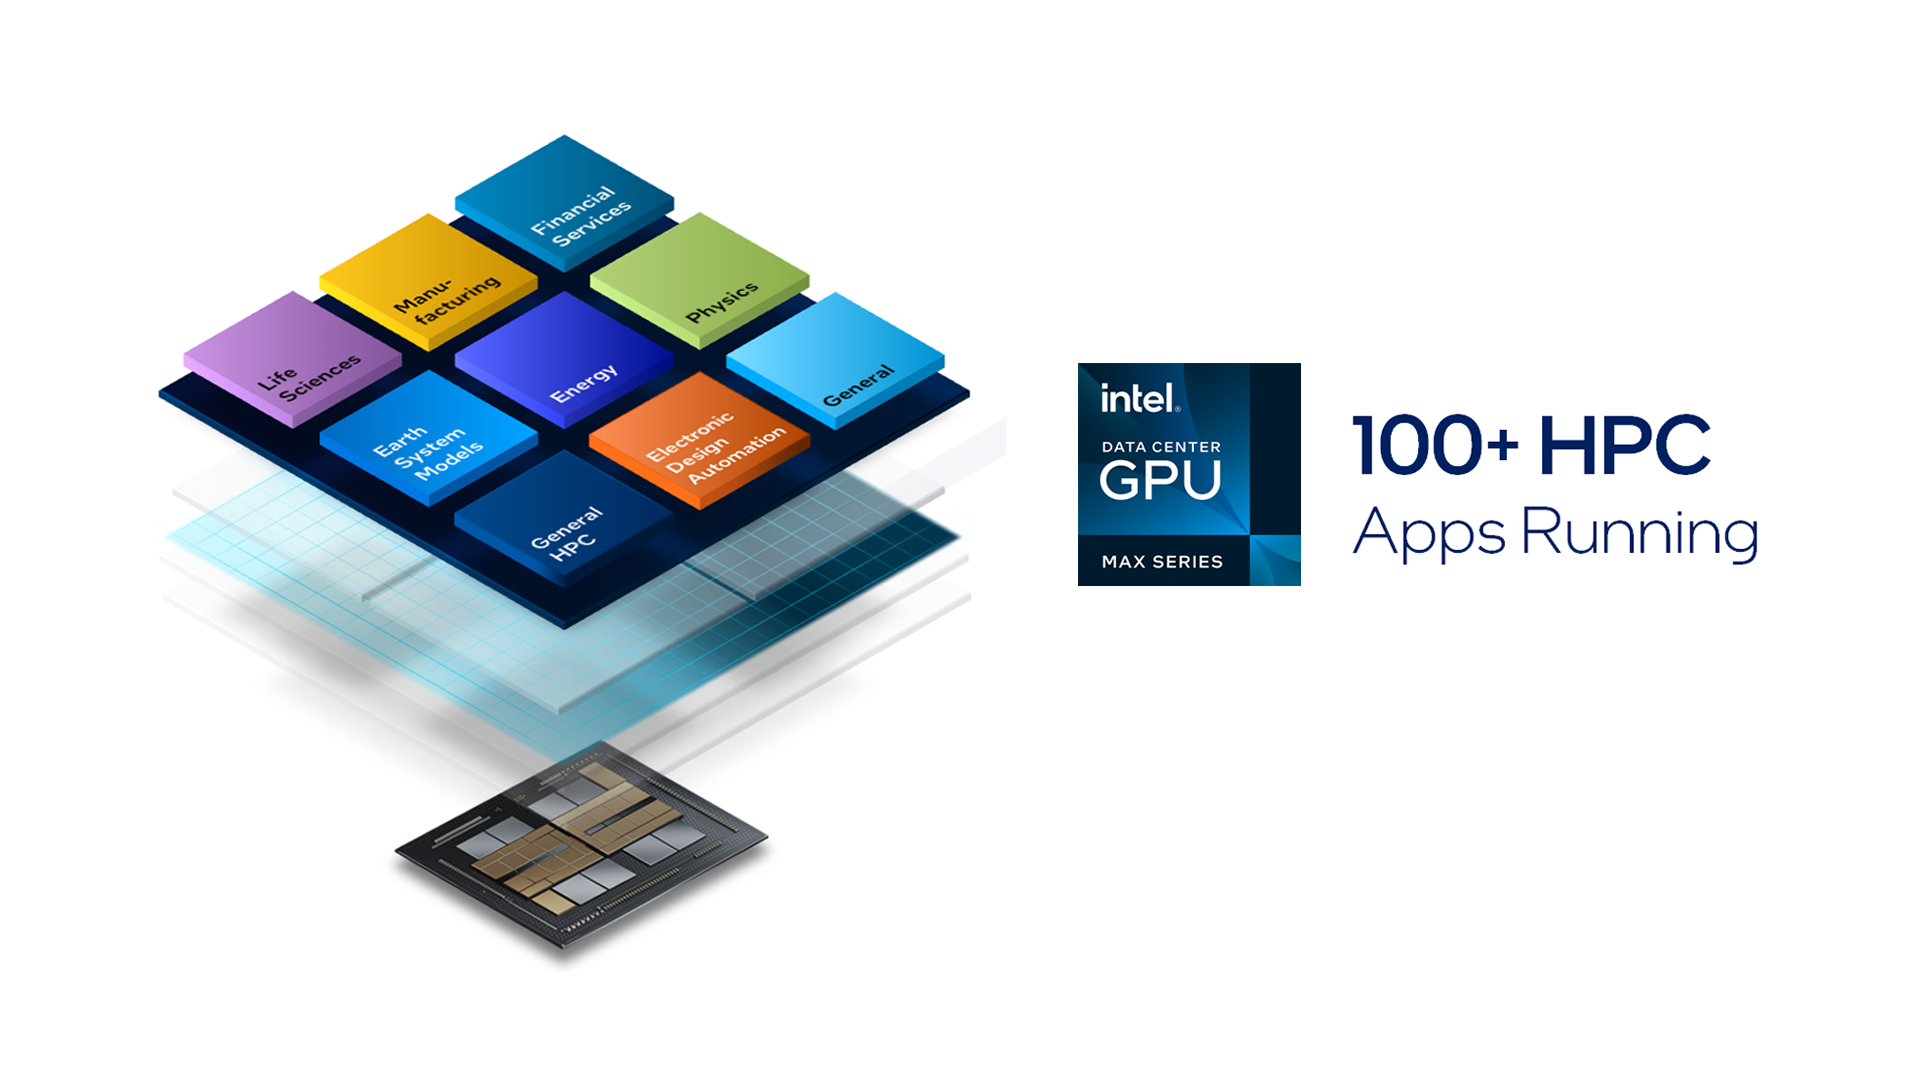 Financial
Services
Manu-
facturing
Physics
Life
Sciences
Energy
General
Earth
System
Models
Electronic
Design
Automation
General
HPC
intel®
DATA CENTER
GPU
MAX SERIES
100+ HPC
Apps Running